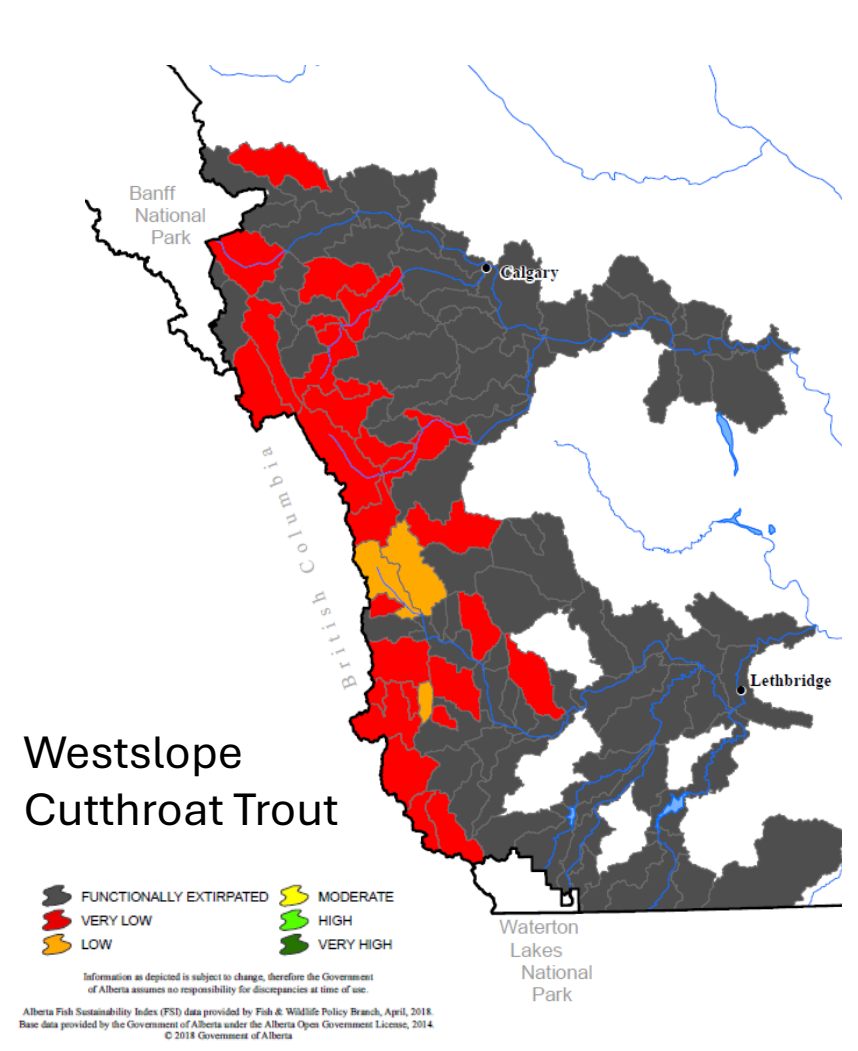 Banff
National
Park
Calgary
British Columbia
Lethbridge
Westslope
Cutthroat Trout
FUNCTIONALLY EXTIRPATED
MODERATE
VERY LOW
HIGH
LOW
VERY HIGH
Waterton
Lakes
National
Park
Information as depicted is subject to change, therefore the Government
of Alberta assumes no responsibility for discrepancies at time of use.
Alberta Fish Sustainability Index (FSI) data provided by Fish & Wildlife Policy Branch, April, 2018.
Base data provided by the Government of Alberta under the Alberta Open Government License, 2014.
© 2018 Government of Alberta